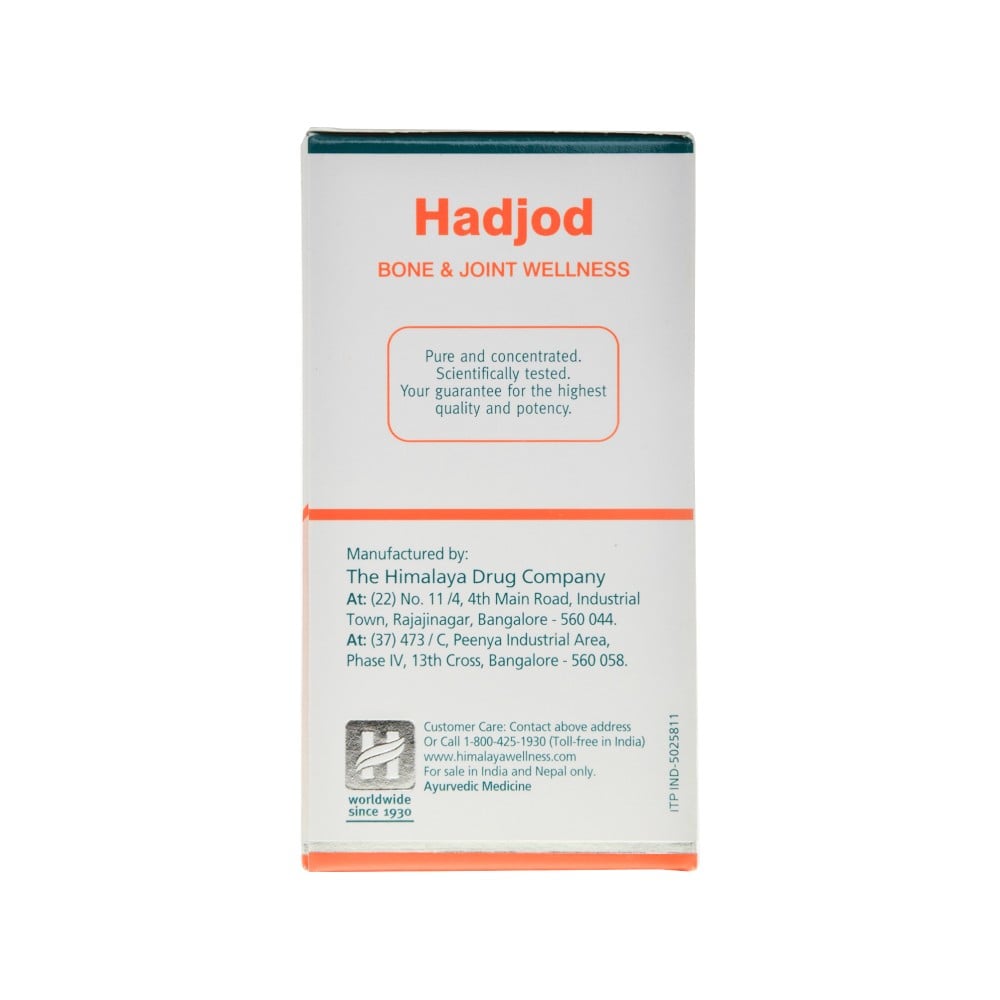 Hadjod
BONE & JOINT WELLNESS
Pure and concentrated.
Scientifically tested.
Your guarantee for the highest
quality and potency.
Manufactured by:
The Himalaya Drug Company
At: (22) No. 11 /4, 4th Main Road, Industrial
Town, Rajajinagar, Bangalore - 560 044.
At: (37) 473 / C, Peenya Industrial Area,
Phase IV, 13th Cross, Bangalore - 560 058.
H
worldwide
since 1930
Customer Care: Contact above address
Or Call 1-800-425-1930 (Toll-free in India)
www.himalayawellness.com
For sale in India and Nepal only.
Ayurvedic Medicine
ITP IND-5025811